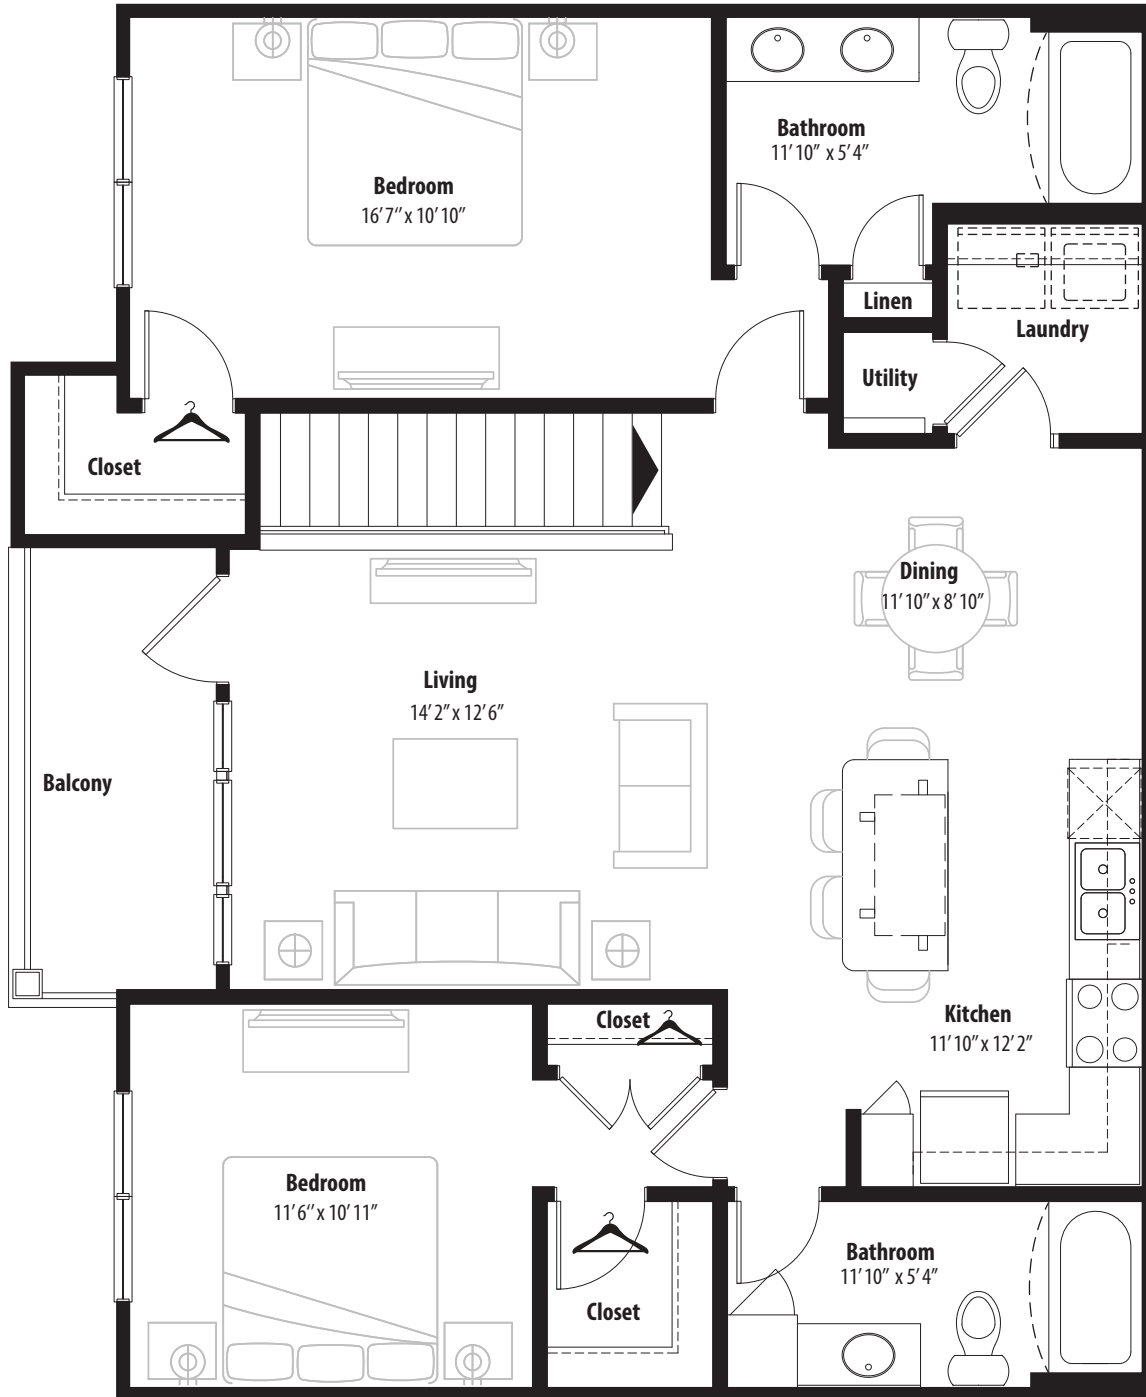 Bathroom
11’10” x 5’4”
Bedroom
16’7” x 10’10”
Linen
Laundry
Utility
Closet
Dining
11’10” x 8’10”
Living
14’2” x 12’6”
Balcony
Kitchen
11’10” x 12’2”
Closet
Bedroom
11’6” x 10’11”
Bathroom
11’10” x 5’4”
Closet